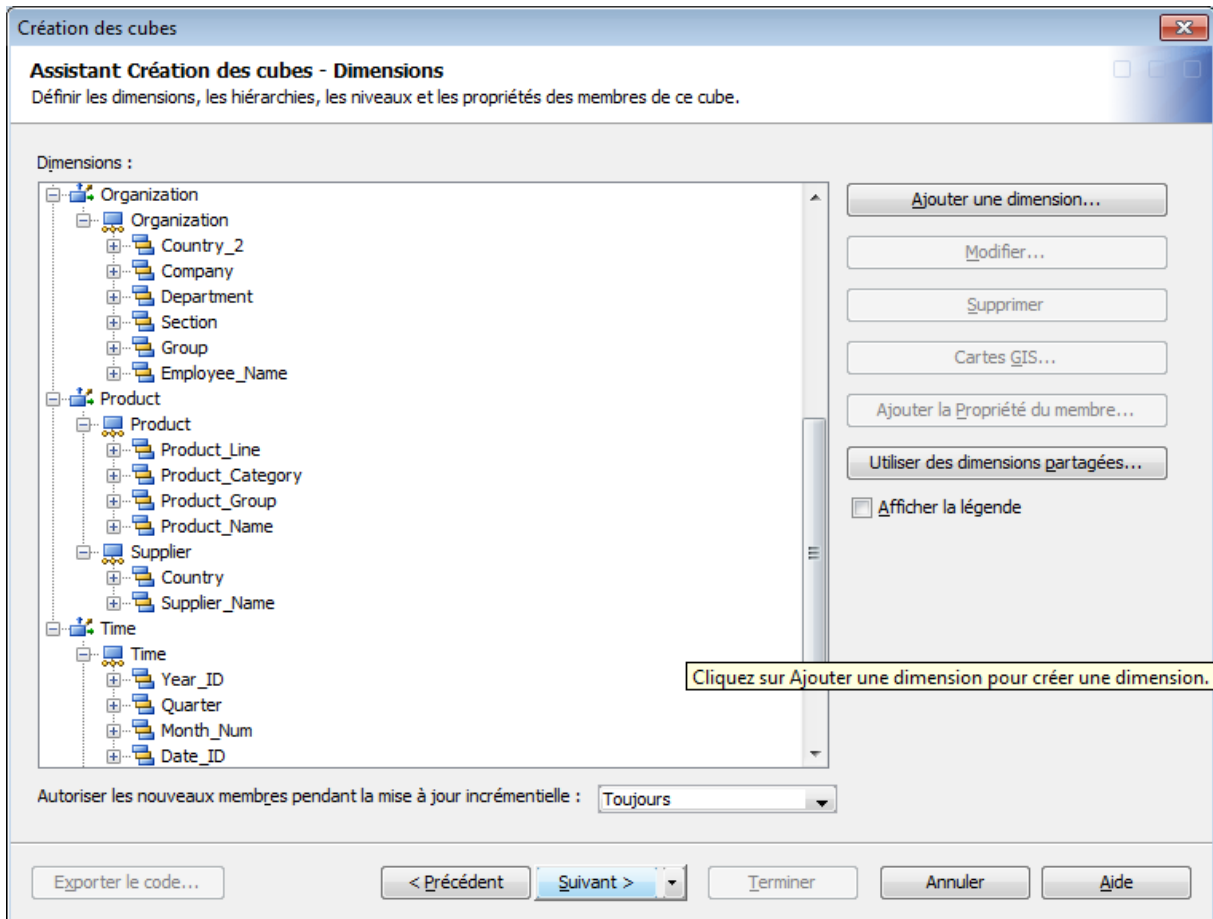 Création des cubes
Assistant Création des cubes - Dimensions
Définir les dimensions, les hiérarchies, les niveaux et les propriétés des membres de ce cube.
Dimensions :
Organization
Organization
Country_2
Company
Department
Section
Group
Employee_Name
Product
Product
Product_Line
Product_Category
Product_Group
Product_Name
Supplier
Country
Supplier_Name
Time
Time
Year_ID
Quarter
Month_Num
Date_ID
Ajouter une dimension...
Modifier...
Supprimer
Cartes GIS...
Ajouter la Propriété du membre...
Utiliser des dimensions partagées...
Afficher la légende
Cliquez sur Ajouter une dimension pour créer une dimension.
Autoriser les nouveaux membres pendant la mise à jour incrémentielle : Toujours
Exporter le code... < Précédent Suivant > Terminer Annuler Aide